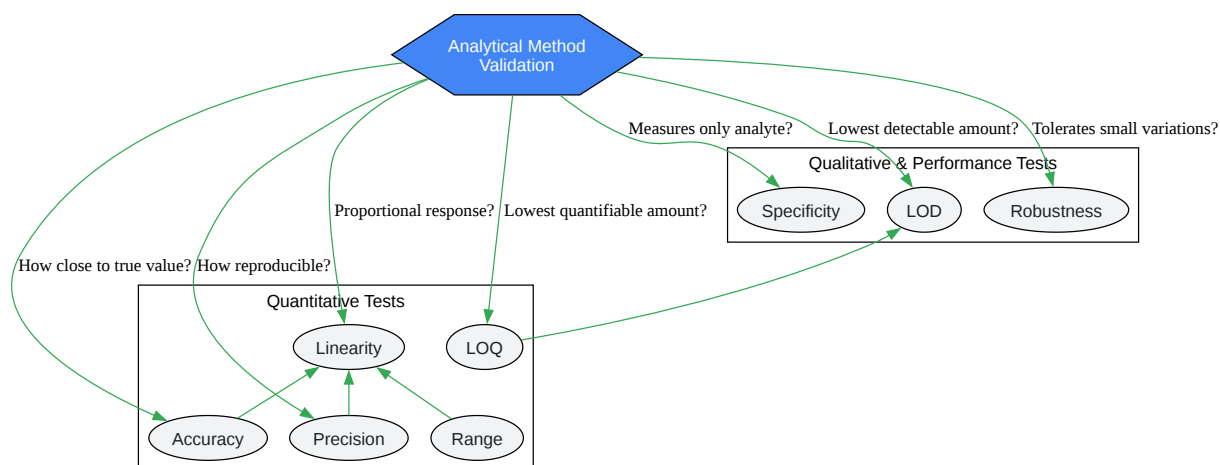 Analytical Method
Validation
Measures only analyte?
Lowest detectable amount?
Tolerates small variations?
Qualitative & Performance Tests
Specificity
LOD
Robustness
Proportional response?
Lowest quantifiable amount?
How close to true value?
How reproducible?
Quantitative Tests
Linearity
LOQ
Accuracy
Precision
Range